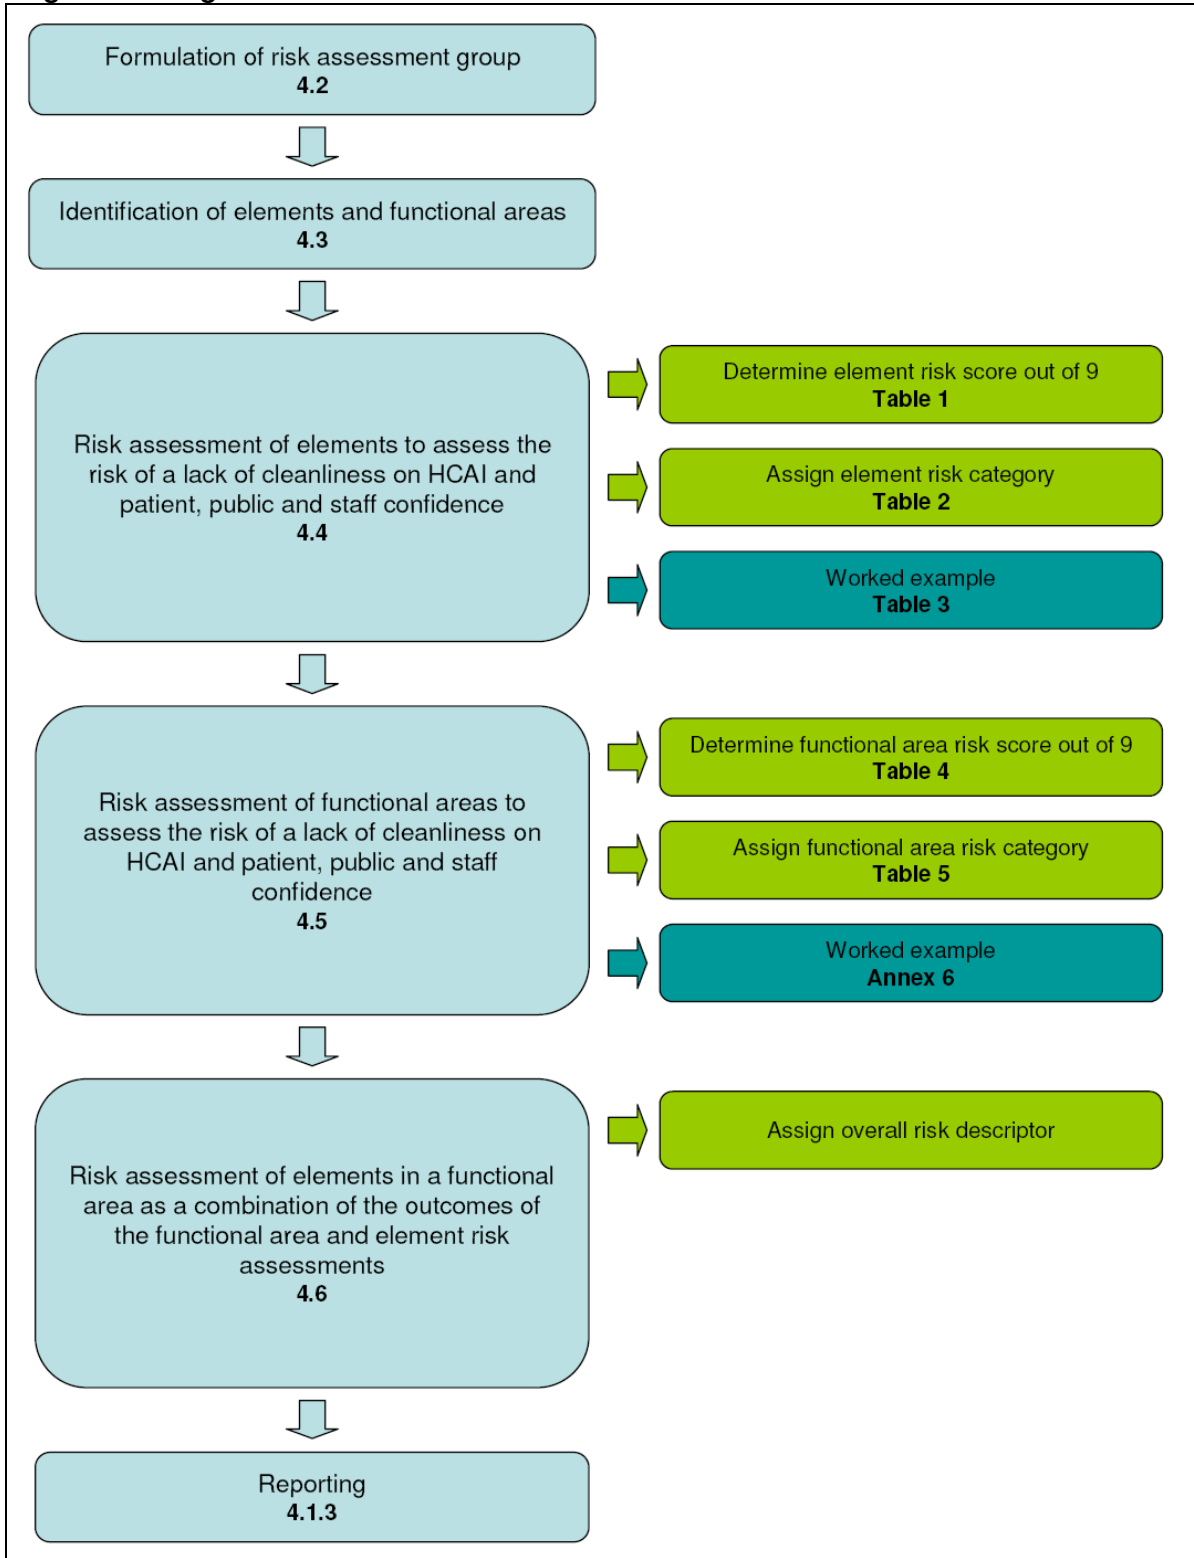 Formulation of risk assessment group
4.2
Identification of elements and functional areas
4.3
Risk assessment of elements to assess the
risk of a lack of cleanliness on HCAI and
patient, public and staff confidence
4.4
Determine element risk score out of 9
Table 1
Assign element risk category
Table 2
Worked example
Table 3
Risk assessment of functional areas to
assess the risk of a lack of cleanliness on
HCAI and patient, public and staff
confidence
4.5
Determine functional area risk score out of 9
Table 4
Assign functional area risk category
Table 5
Worked example
Annex 6
Risk assessment of elements in a functional
area as a combination of the outcomes of
the functional area and element risk
assessments
4.6
Assign overall risk descriptor
Reporting
4.1.3